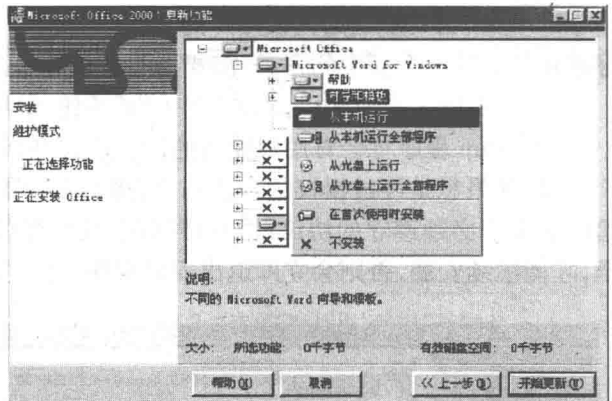 Microsoft Office 2000：更新功能
安装
维护模式
正在选择功能
正在安装 Office
Microsoft Office
Microsoft Word for Windows
帮助
向导和模板
从本机运行
从本机运行全部程序
从光盘上运行
从光盘上运行全部程序
在首次使用时安装
不安装
说明:
不同的 Microsoft Word 向导和模板。
大小: 所选功能: 0千字节 有效磁盘空间: 0千字节
帮助(H) 取消 << 上一步(B) 开始更新(U)